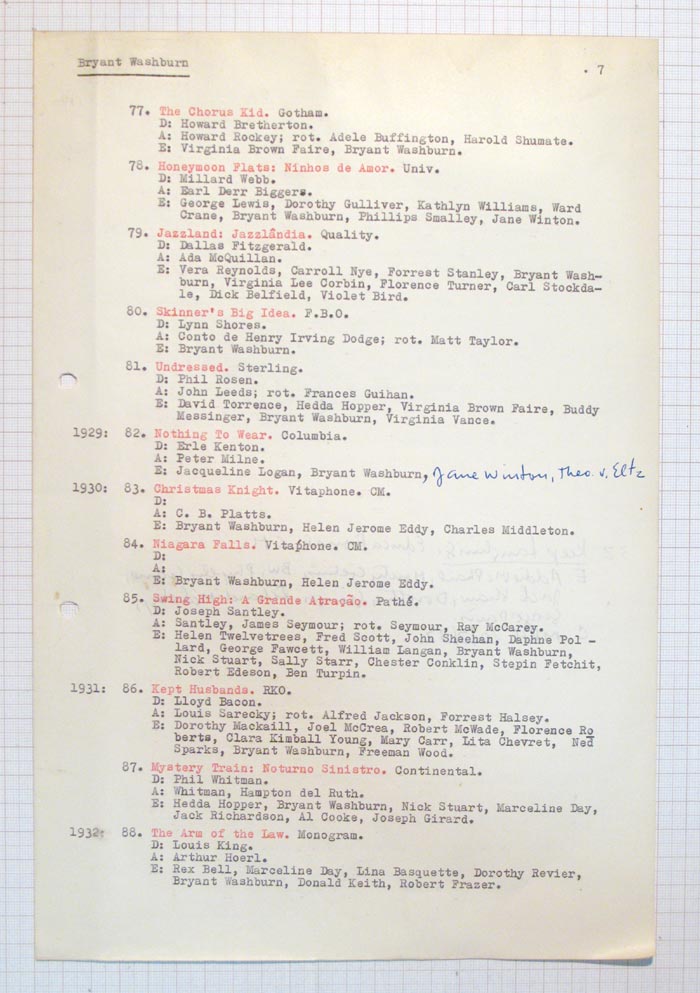 Bryant Washburn
. 7
77. The Chorus Kid. Gotham.
D: Howard Bretherton.
A: Howard Rockey; rot. Adele Buffington, Harold Shumate.
E: Virginia Brown Faire, Bryant Washburn.
78. Honeymoon Flats: Ninhos de Amor. Univ.
D: Millard Webb.
A: Earl Derr Biggers.
E: George Lewis, Dorothy Gulliver, Kathlyn Williams, Ward
Crane, Bryant Washburn, Phillips Smalley, Jane Winton.
79. Jazzland: Jazzlândia. Quality.
D: Dallas Fitzgerald.
A: Ada McQuillan.
E: Vera Reynolds, Carroll Nye, Forrest Stanley, Bryant Wash-
burn, Virginia Lee Corbin, Florence Turner, Carl Stockda-
le, Dick Belfield, Violet Bird.
80. Skinner's Big Idea. F.B.O.
D: Lynn Shores.
A: Conto de Henry Irving Dodge; rot. Matt Taylor.
E: Bryant Washburn.
81. Undressed. Sterling.
D: Phil Rosen.
A: John Leeds; rot. Frances Guihan.
E: David Torrence, Hedda Hopper, Virginia Brown Faire, Buddy
Messinger, Bryant Washburn, Virginia Vance.
1929: 82. Nothing To Wear. Columbia.
D: Erle Kenton.
A: Peter Milne.
E: Jacqueline Logan, Bryant Washburn, Jane Winton, Theo. v. Eltz
1930: 83. Christmas Knight. Vitaphone. CM.
D:
A: C. B. Platts.
E: Bryant Washburn, Helen Jerome Eddy, Charles Middleton.
84. Niagara Falls. Vitaphone. CM.
D:
A:
E: Bryant Washburn, Helen Jerome Eddy.
85. Swing High: A Grande Atração. Pathé.
D: Joseph Santley.
A: Santley, James Seymour; rot. Seymour, Ray McCarey.
E: Helen Twelvetrees, Fred Scott, John Sheehan, Daphne Pol -
lard, George Fawcett, William Langan, Bryant Washburn,
Nick Stuart, Sally Starr, Chester Conklin, Stepin Fetchit,
Robert Edeson, Ben Turpin.
1931: 86. Kept Husbands. RKO.
D: Lloyd Bacon.
A: Louis Sarecky; rot. Alfred Jackson, Forrest Halsey.
E: Dorothy Mackaill, Joel McCrea, Robert McWade, Florence Ro
berts, Clara Kimball Young, Mary Carr, Lita Chevret, Ned
Sparks, Bryant Washburn, Freeman Wood.
87. Mystery Train: Noturno Sinistro. Continental.
D: Phil Whitman.
A: Whitman, Hampton del Ruth.
E: Hedda Hopper, Bryant Washburn, Nick Stuart, Marceline Day,
Jack Richardson, Al Cooke, Joseph Girard.
1932: 88. The Arm of the Law. Monogram.
D: Louis King.
A: Arthur Hoerl.
E: Rex Bell, Marceline Day, Lina Basquette, Dorothy Revier,
Bryant Washburn, Donald Keith, Robert Frazer.